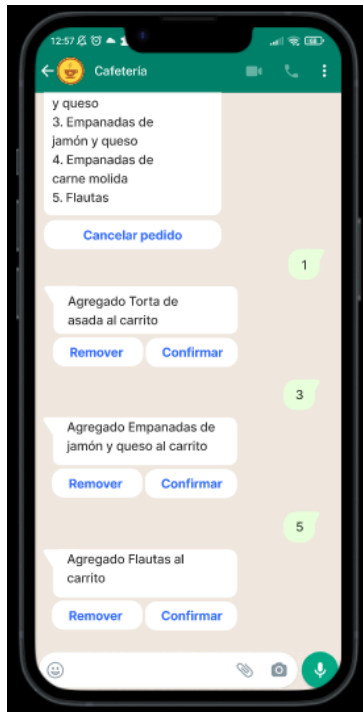 12:57
Cafetería
y queso
3. Empanadas de
jamón y queso
4. Empanadas de
carne molida
5. Flautas
Cancelar pedido
1
Agregado Torta de
asada al carrito
Remover Confirmar
3
Agregado Empanadas de
jamón y queso al carrito
Remover Confirmar
5
Agregado Flautas al
carrito
Remover Confirmar